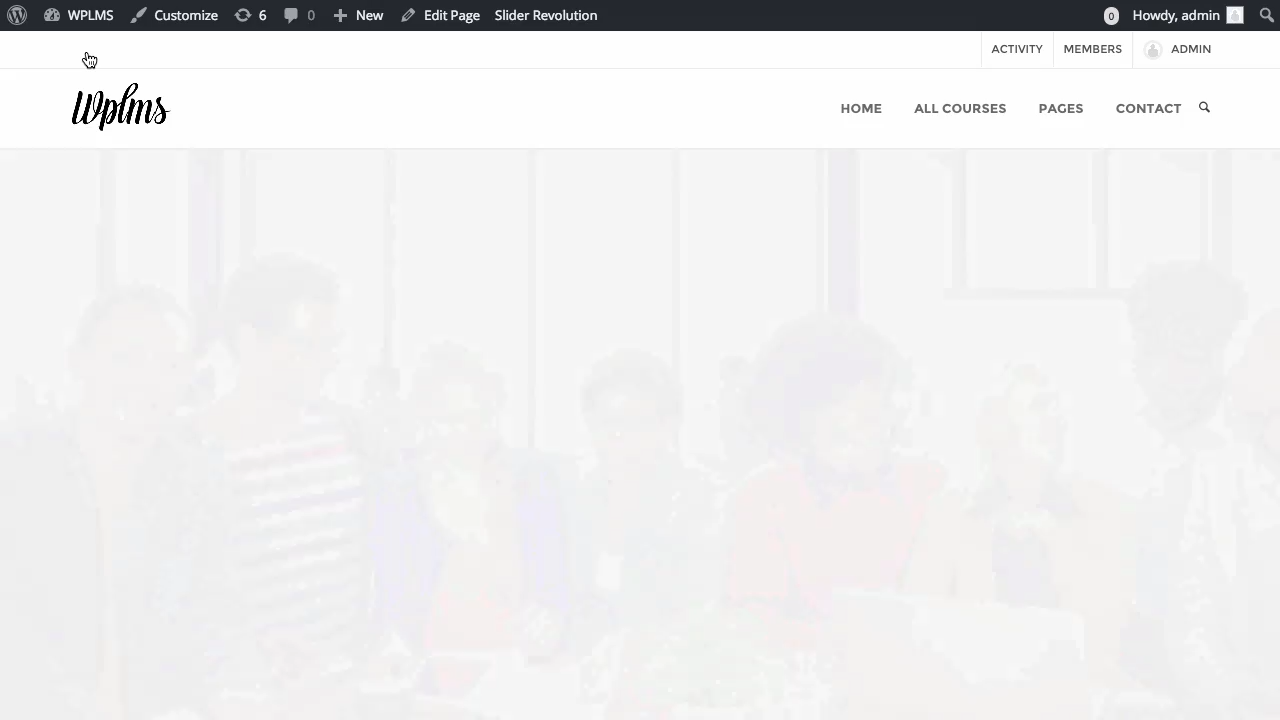 WPLMS Customize 6 0 New Edit Page Slider Revolution 0 Howdy, admin
ACTIVITY MEMBERS ADMIN
Wplms HOME ALL COURSES PAGES CONTACT